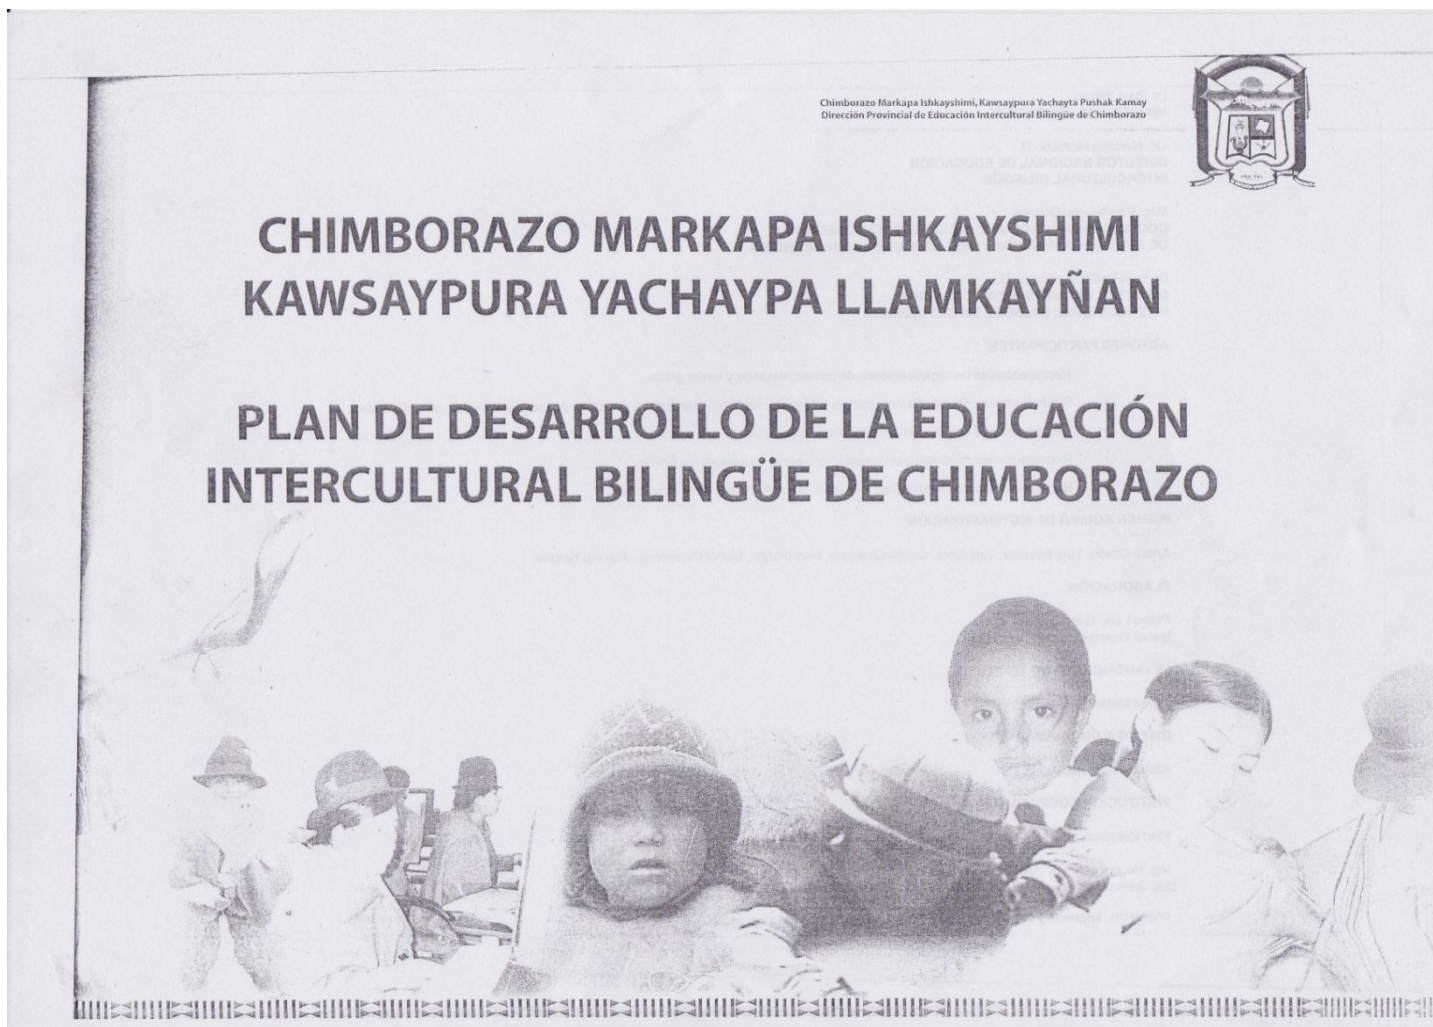 Chimborazo Markapa Ishkayshimi, Kawsaypura Yachayta Pushak Kamay
Dirección Provincial de Educación Intercultural Bilingüe de Chimborazo
CHIMBORAZO MARKAPA ISHKAYSHIMI
KAWSAYPURA YACHAYPA LLAMKAYÑAN
PLAN DE DESARROLLO DE LA EDUCACIÓN
INTERCULTURAL BILINGÜE DE CHIMBORAZO